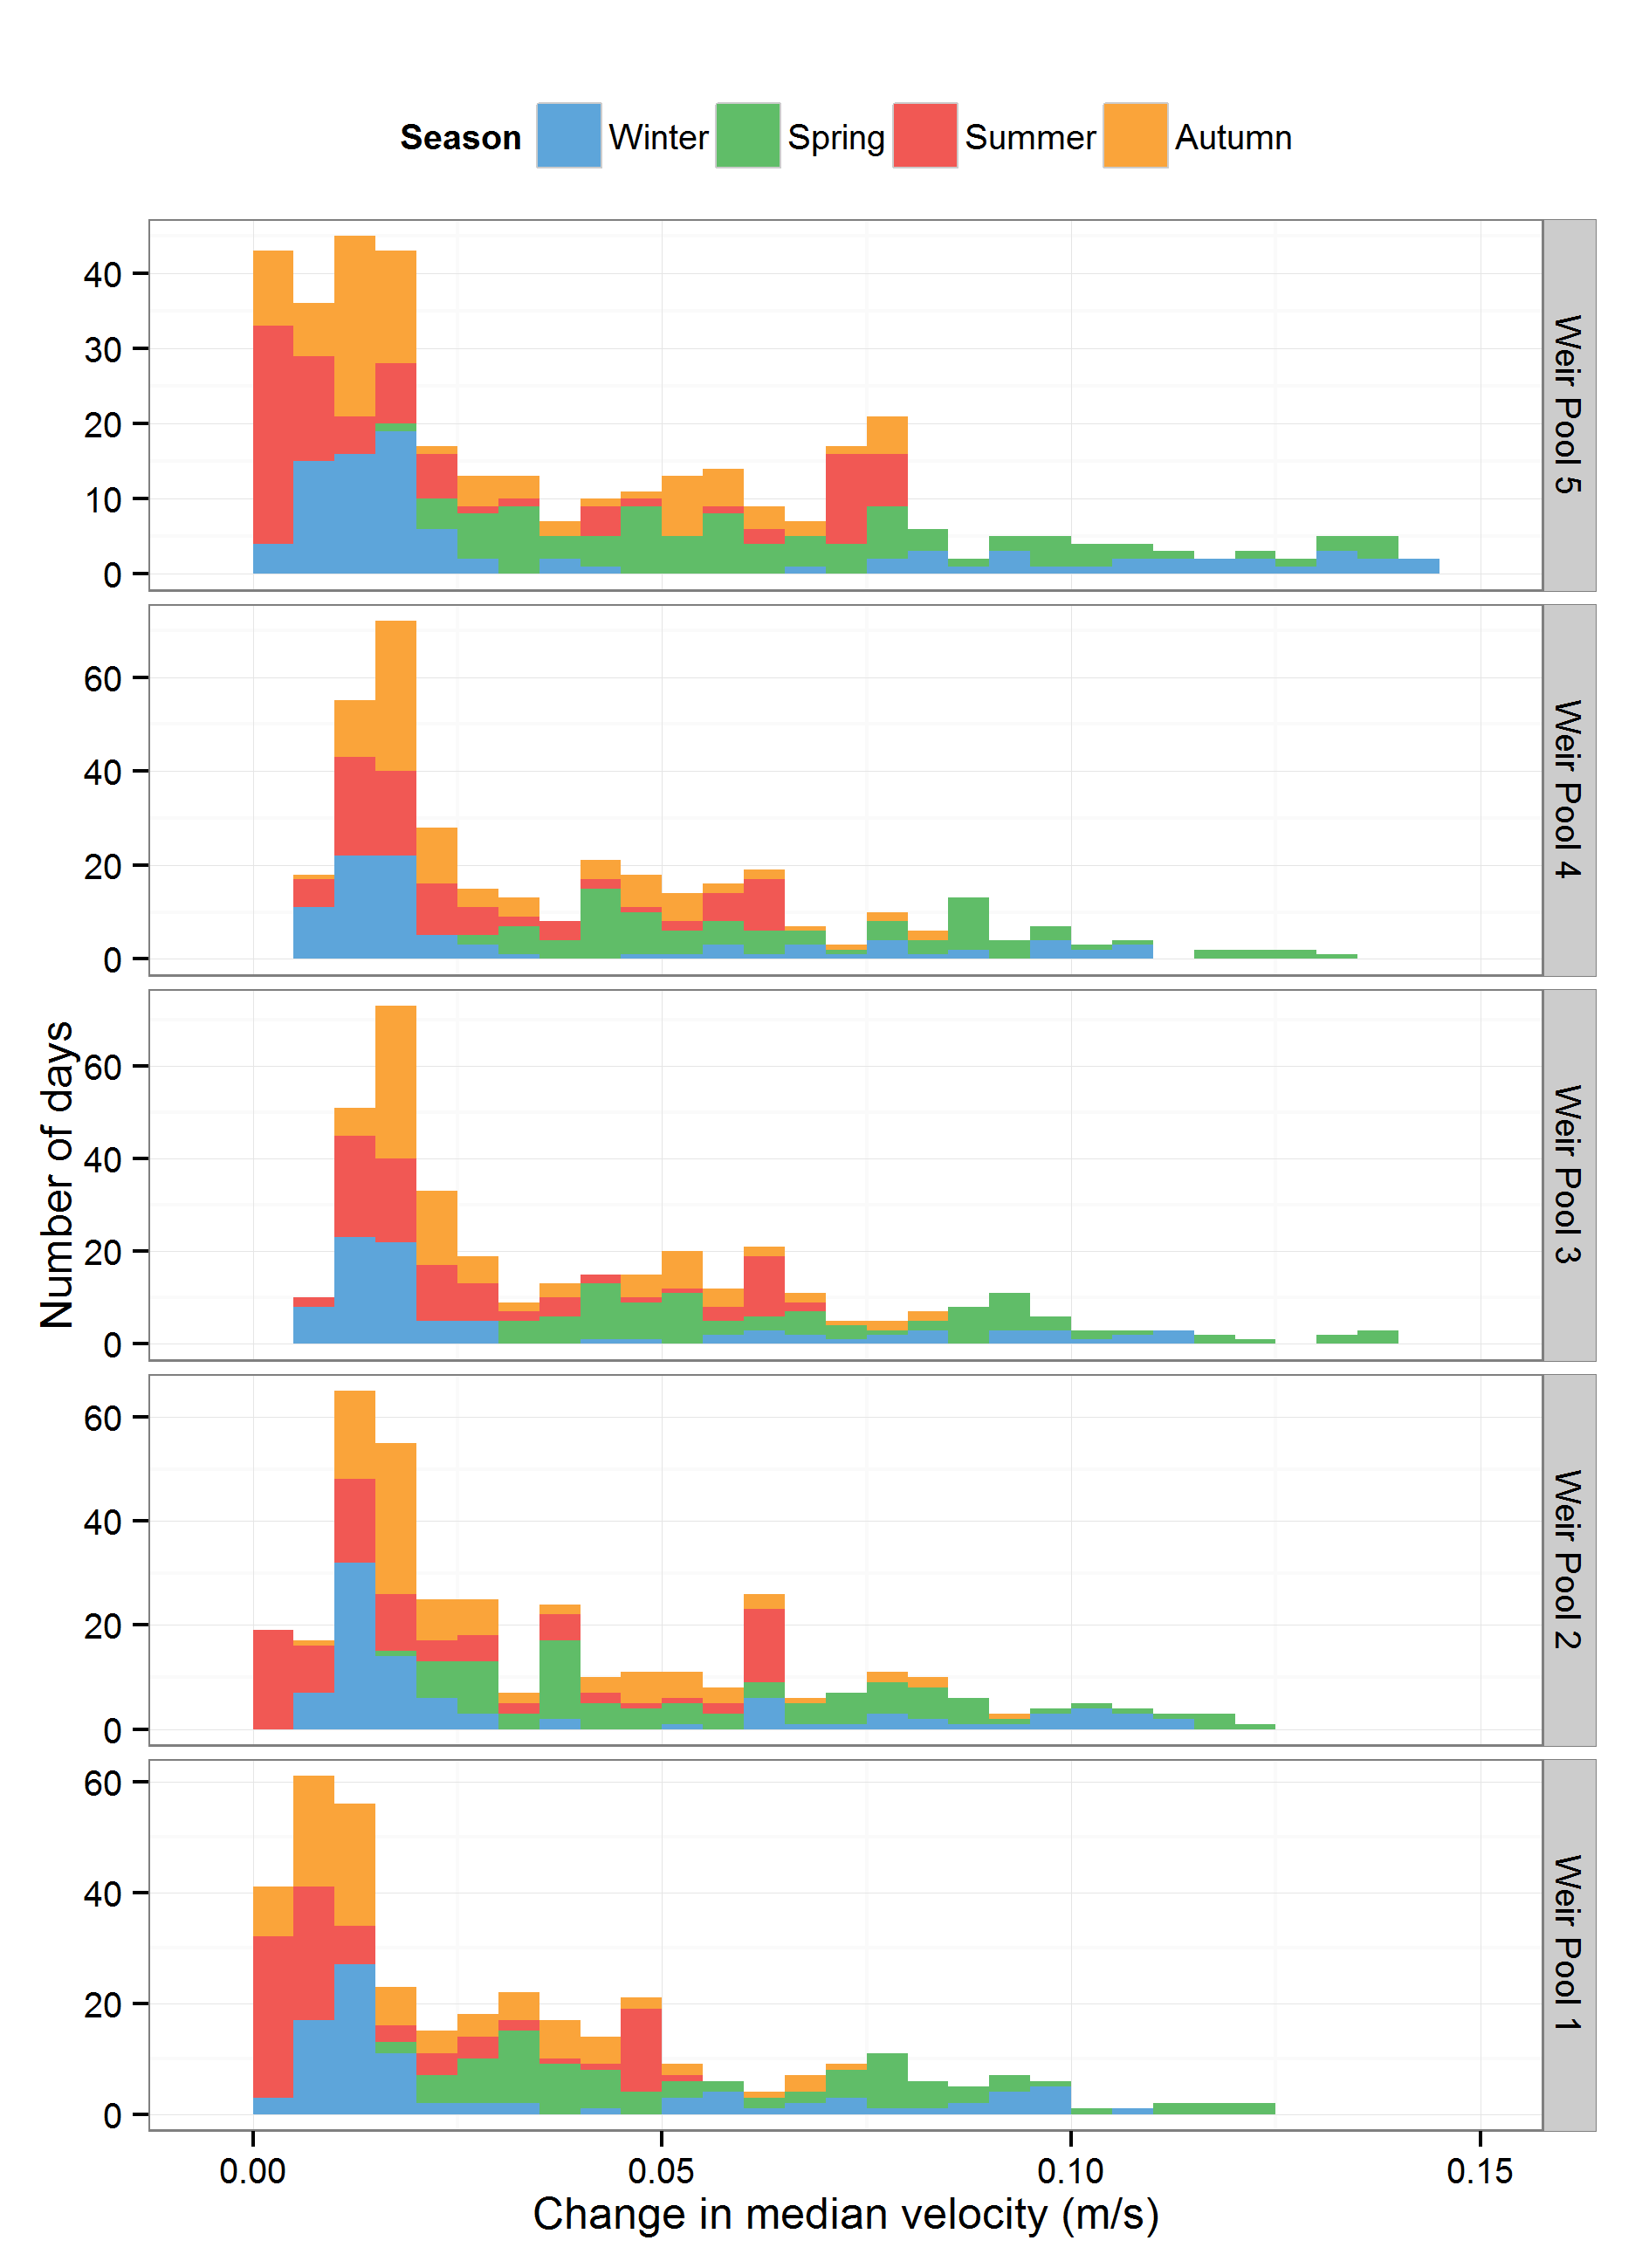 Season Winter Spring Summer Autumn
40
30
20
10
0
Weir Pool 5
60
40
20
0
Weir Pool 4
60
40
20
0
Weir Pool 3
Number of days
60
40
20
0
Weir Pool 2
60
40
20
0
Weir Pool 1
0.00 0.05 0.10 0.15
Change in median velocity (m/s)